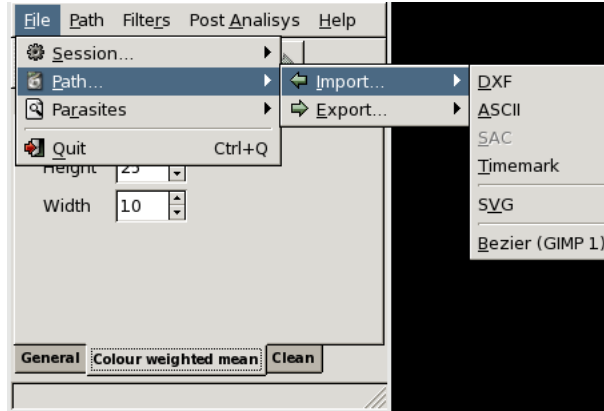 File Path Filters Post Analisys Help
Session...
Path...
Import...
DXF
Parasites
Export...
ASCII
SAC
Quit Ctrl+Q
Timemark
Height 25
SVG
Width 10
Bezier (GIMP 1)
General Colour weighted mean Clean